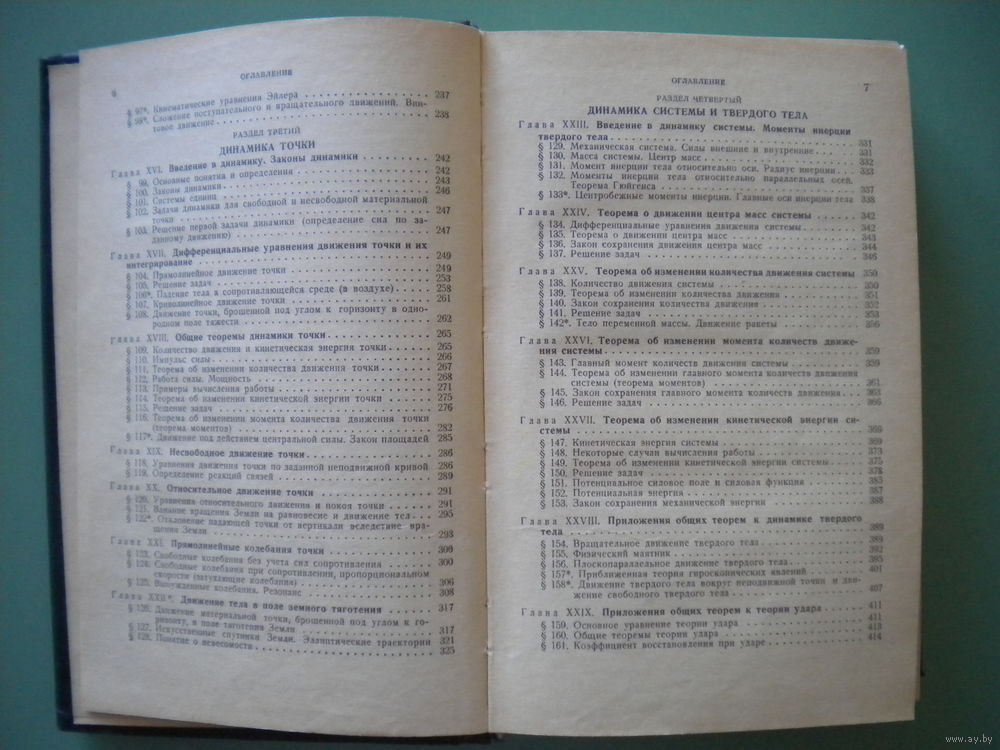 6
ОГЛАВЛЕНИЕ
§ 97*. Кинематические уравнения Эйлера . . . 237
§ 98*. Сложение поступательного и вращательного движений. Вин-
товое движение . . . 238
РАЗДЕЛ ТРЕТИЙ
ДИНАМИКА ТОЧКИ
Глава XVI. Введение в динамику. Законы динамики . . . 242
§ 99. Основные понятия и определения . . . 242
§ 100. Законы динамики . . . 243
§ 101. Системы единиц . . . 246
§ 102. Задачи динамики для свободной и несвободной материальной
точки . . . 247
§ 103. Решение первой задачи динамики (определение сил по за-
данному движению) . . . 247
Глава XVII. Дифференциальные уравнения движения точки и их
интегрирование . . . 249
§ 104. Прямолинейное движение точки . . . 249
§ 105. Решение задач . . . 253
§ 106*. Падение тела в сопротивляющейся среде (в воздухе) . . . 258
§ 107. Криволинейное движение точки . . . 261
§ 108. Движение точки, брошенной под углом к горизонту в одно-
родном поле тяжести . . . 262
Глава XVIII. Общие теоремы динамики точки . . . 265
§ 109. Количество движения и кинетическая энергия точки . . . 265
§ 110. Импульс силы . . . 266
§ 111. Теорема об изменении количества движения точки . . . 267
§ 112. Работа силы. Мощность . . . 268
§ 113. Примеры вычисления работы . . . 271
§ 114. Теорема об изменении кинетической энергии точки . . . 275
§ 115. Решение задач . . . 276
§ 116. Теорема об изменении момента количества движения точки
(теорема моментов) . . . 282
§ 117*. Движение под действием центральной силы. Закон площадей 285
Глава XIX. Несвободное движение точки . . . 286
§ 118. Уравнения движения точки по заданной неподвижной кривой 286
§ 119. Определение реакций связей . . . 289
Глава XX. Относительное движение точки . . . 291
§ 120. Уравнения относительного движения и покоя точки . . . 291
§ 121. Влияние вращения Земли на равновесие и движение тел . . . 295
§ 122*. Отклонение падающей точки от вертикали вследствие вра-
щения Земли . . . 298
Глава XXI. Прямолинейные колебания точки . . . 300
§ 123. Свободные колебания без учета сил сопротивления . . . 300
§ 124. Свободные колебания при сопротивлении, пропорциональном
скорости (затухающие колебания) . . . 306
§ 125. Вынужденные колебания. Резонанс . . . 308
Глава XXII*. Движение тела в поле земного тяготения . . . 317
§ 126. Движение материальной точки, брошенной под углом к го-
ризонту, в поле тяготения Земли . . . 317
§ 127. Искусственные спутники Земли. Эллиптические траектории 321
§ 128. Понятие о невесомости . . . 325
ОГЛАВЛЕНИЕ
7
РАЗДЕЛ ЧЕТВЕРТЫЙ
ДИНАМИКА СИСТЕМЫ И ТВЕРДОГО ТЕЛА
Глава XXIII. Введение в динамику системы. Моменты инерции
твердого тела . . . 331
§ 129. Механическая система. Силы внешние и внутренние . . . 331
§ 130. Масса системы. Центр масс . . . 332
§ 131. Момент инерции тела относительно оси. Радиус инерции . . . 333
§ 132. Моменты инерции тела относительно параллельных осей.
Теорема Гюйгенса . . . 337
§ 133*. Центробежные моменты инерции. Главные оси инерции тела 338
Глава XXIV. Теорема о движении центра масс системы . . . 342
§ 134. Дифференциальные уравнения движения системы . . . 342
§ 135. Теорема о движении центра масс . . . 343
§ 136. Закон сохранения движения центра масс . . . 344
§ 137. Решение задач . . . 346
Глава XXV. Теорема об изменении количества движения системы 350
§ 138. Количество движения системы . . . 350
§ 139. Теорема об изменении количества движения . . . 351
§ 140. Закон сохранения количества движения . . . 352
§ 141. Решение задач . . . 353
§ 142*. Тело переменной массы. Движение ракеты . . . 356
Глава XXVI. Теорема об изменении момента количеств движе-
ния системы . . . 359
§ 143. Главный момент количеств движения системы . . . 359
§ 144. Теорема об изменении главного момента количеств движения
системы (теорема моментов) . . . 361
§ 145. Закон сохранения главного момента количеств движения . . . 363
§ 146. Решение задач . . . 366
Глава XXVII. Теорема об изменении кинетической энергии си-
стемы . . . 369
§ 147. Кинетическая энергия системы . . . 369
§ 148. Некоторые случаи вычисления работы . . . 373
§ 149. Теорема об изменении кинетической энергии системы . . . 375
§ 150. Решение задач . . . 378
§ 151. Потенциальное силовое поле и силовая функция . . . 385
§ 152. Потенциальная энергия . . . 387
§ 153. Закон сохранения механической энергии . . . 388
Глава XXVIII. Приложения общих теорем к динамике твердого
тела . . . 389
§ 154. Вращательное движение твердого тела . . . 389
§ 155. Физический маятник . . . 392
§ 156. Плоскопараллельное движение твердого тела . . . 395
§ 157*. Приближенная теория гироскопических явлений . . . 401
§ 158*. Движение твердого тела вокруг неподвижной точки и дви-
жение свободного твердого тела . . . 407
Глава XXIX. Приложения общих теорем к теории удара . . . 411
§ 159. Основное уравнение теории удара . . . 411
§ 160. Общие теоремы теории удара . . . 413
§ 161. Коэффициент восстановления при ударе . . . 414
www.ay.by